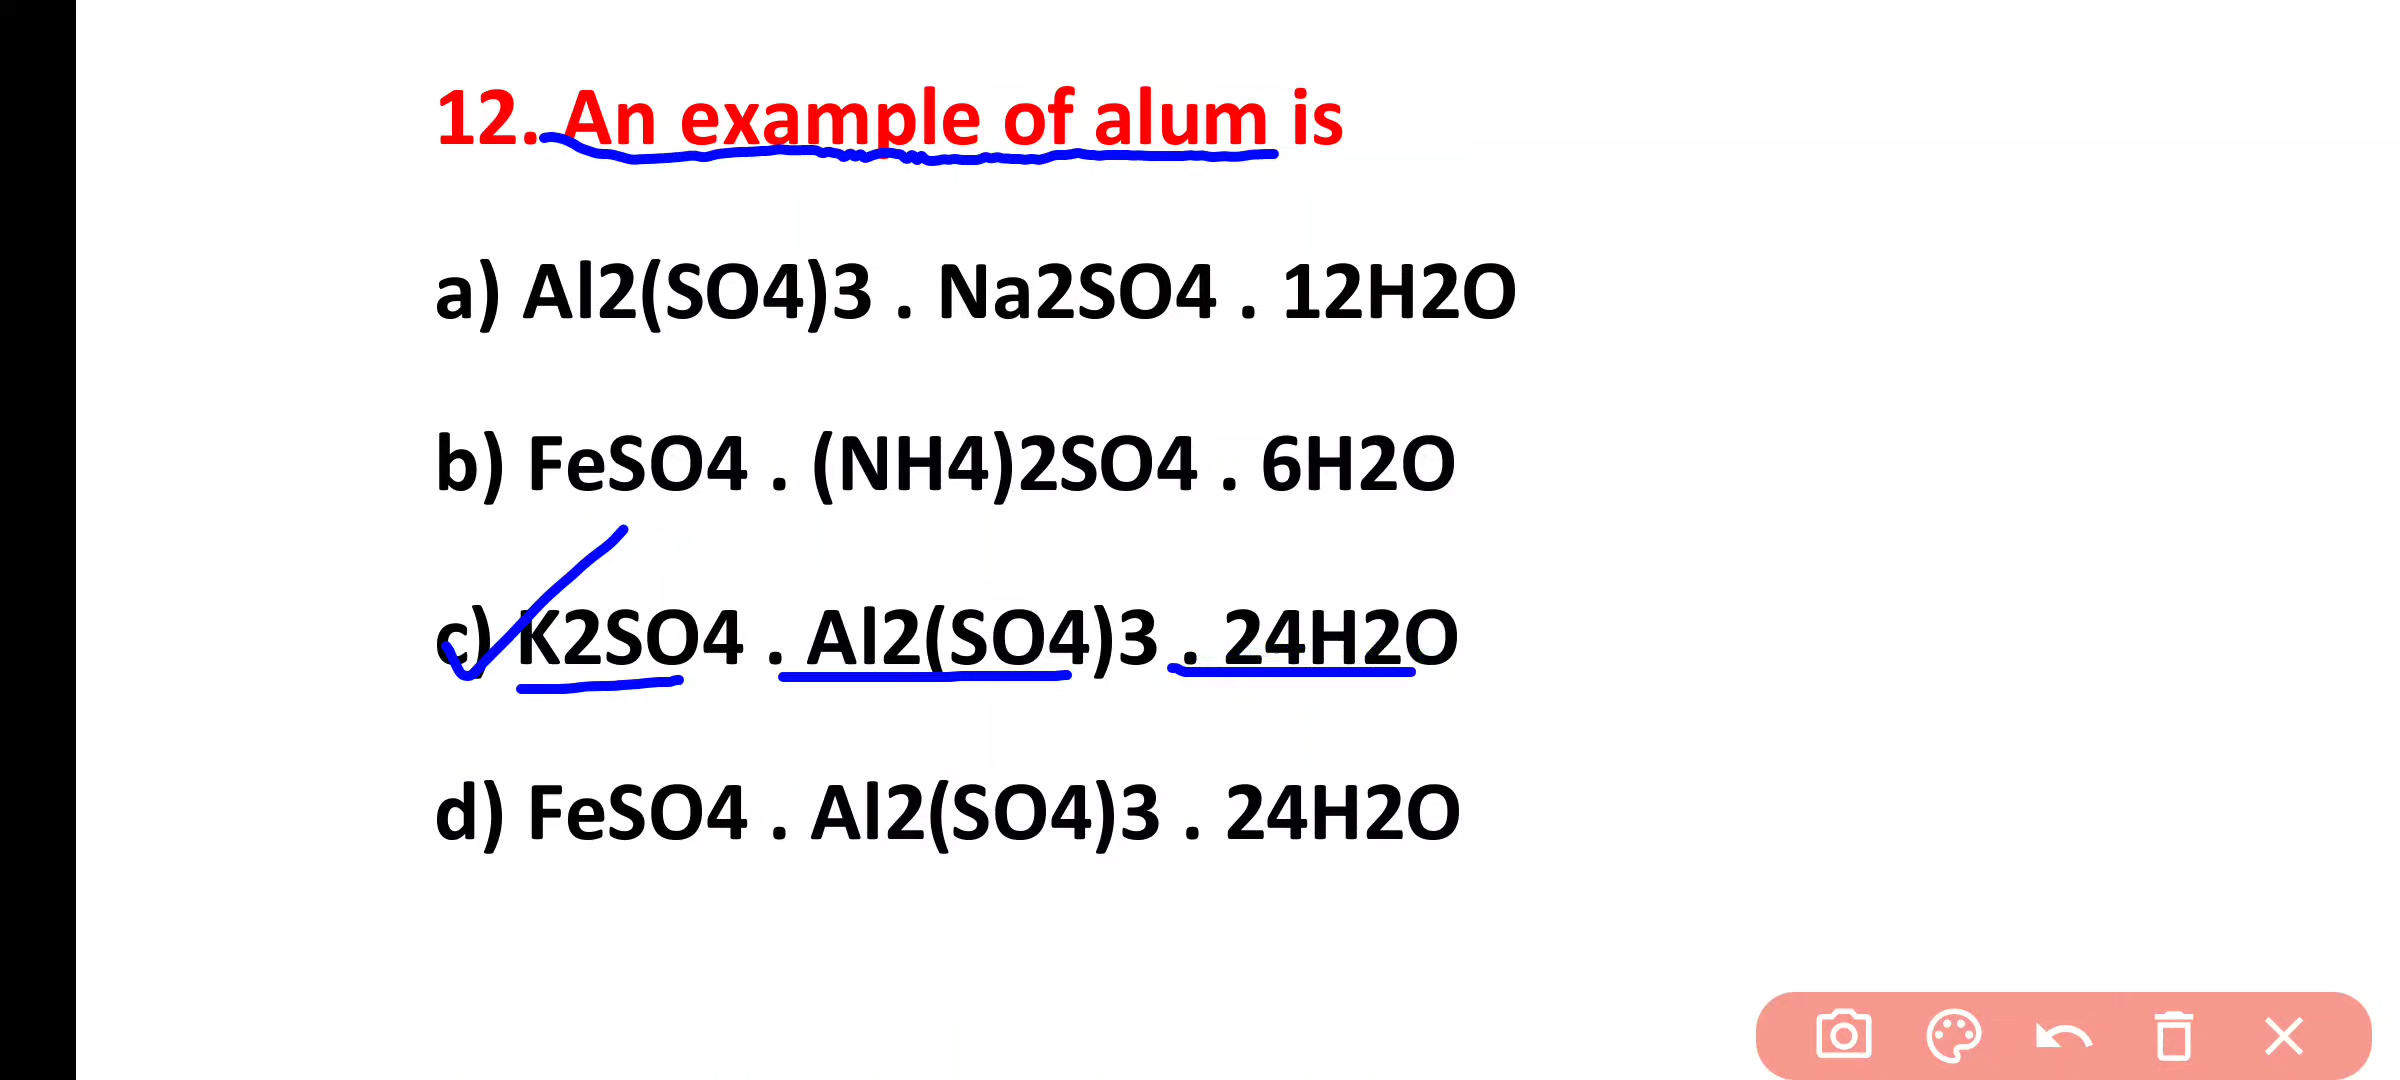 12. An example of alum is
a) Al2(SO4)3 . Na2SO4 . 12H2O
b) FeSO4 . (NH4)2SO4 . 6H2O
c) K2SO4 . Al2(SO4)3 . 24H2O
d) FeSO4 . Al2(SO4)3 . 24H2O